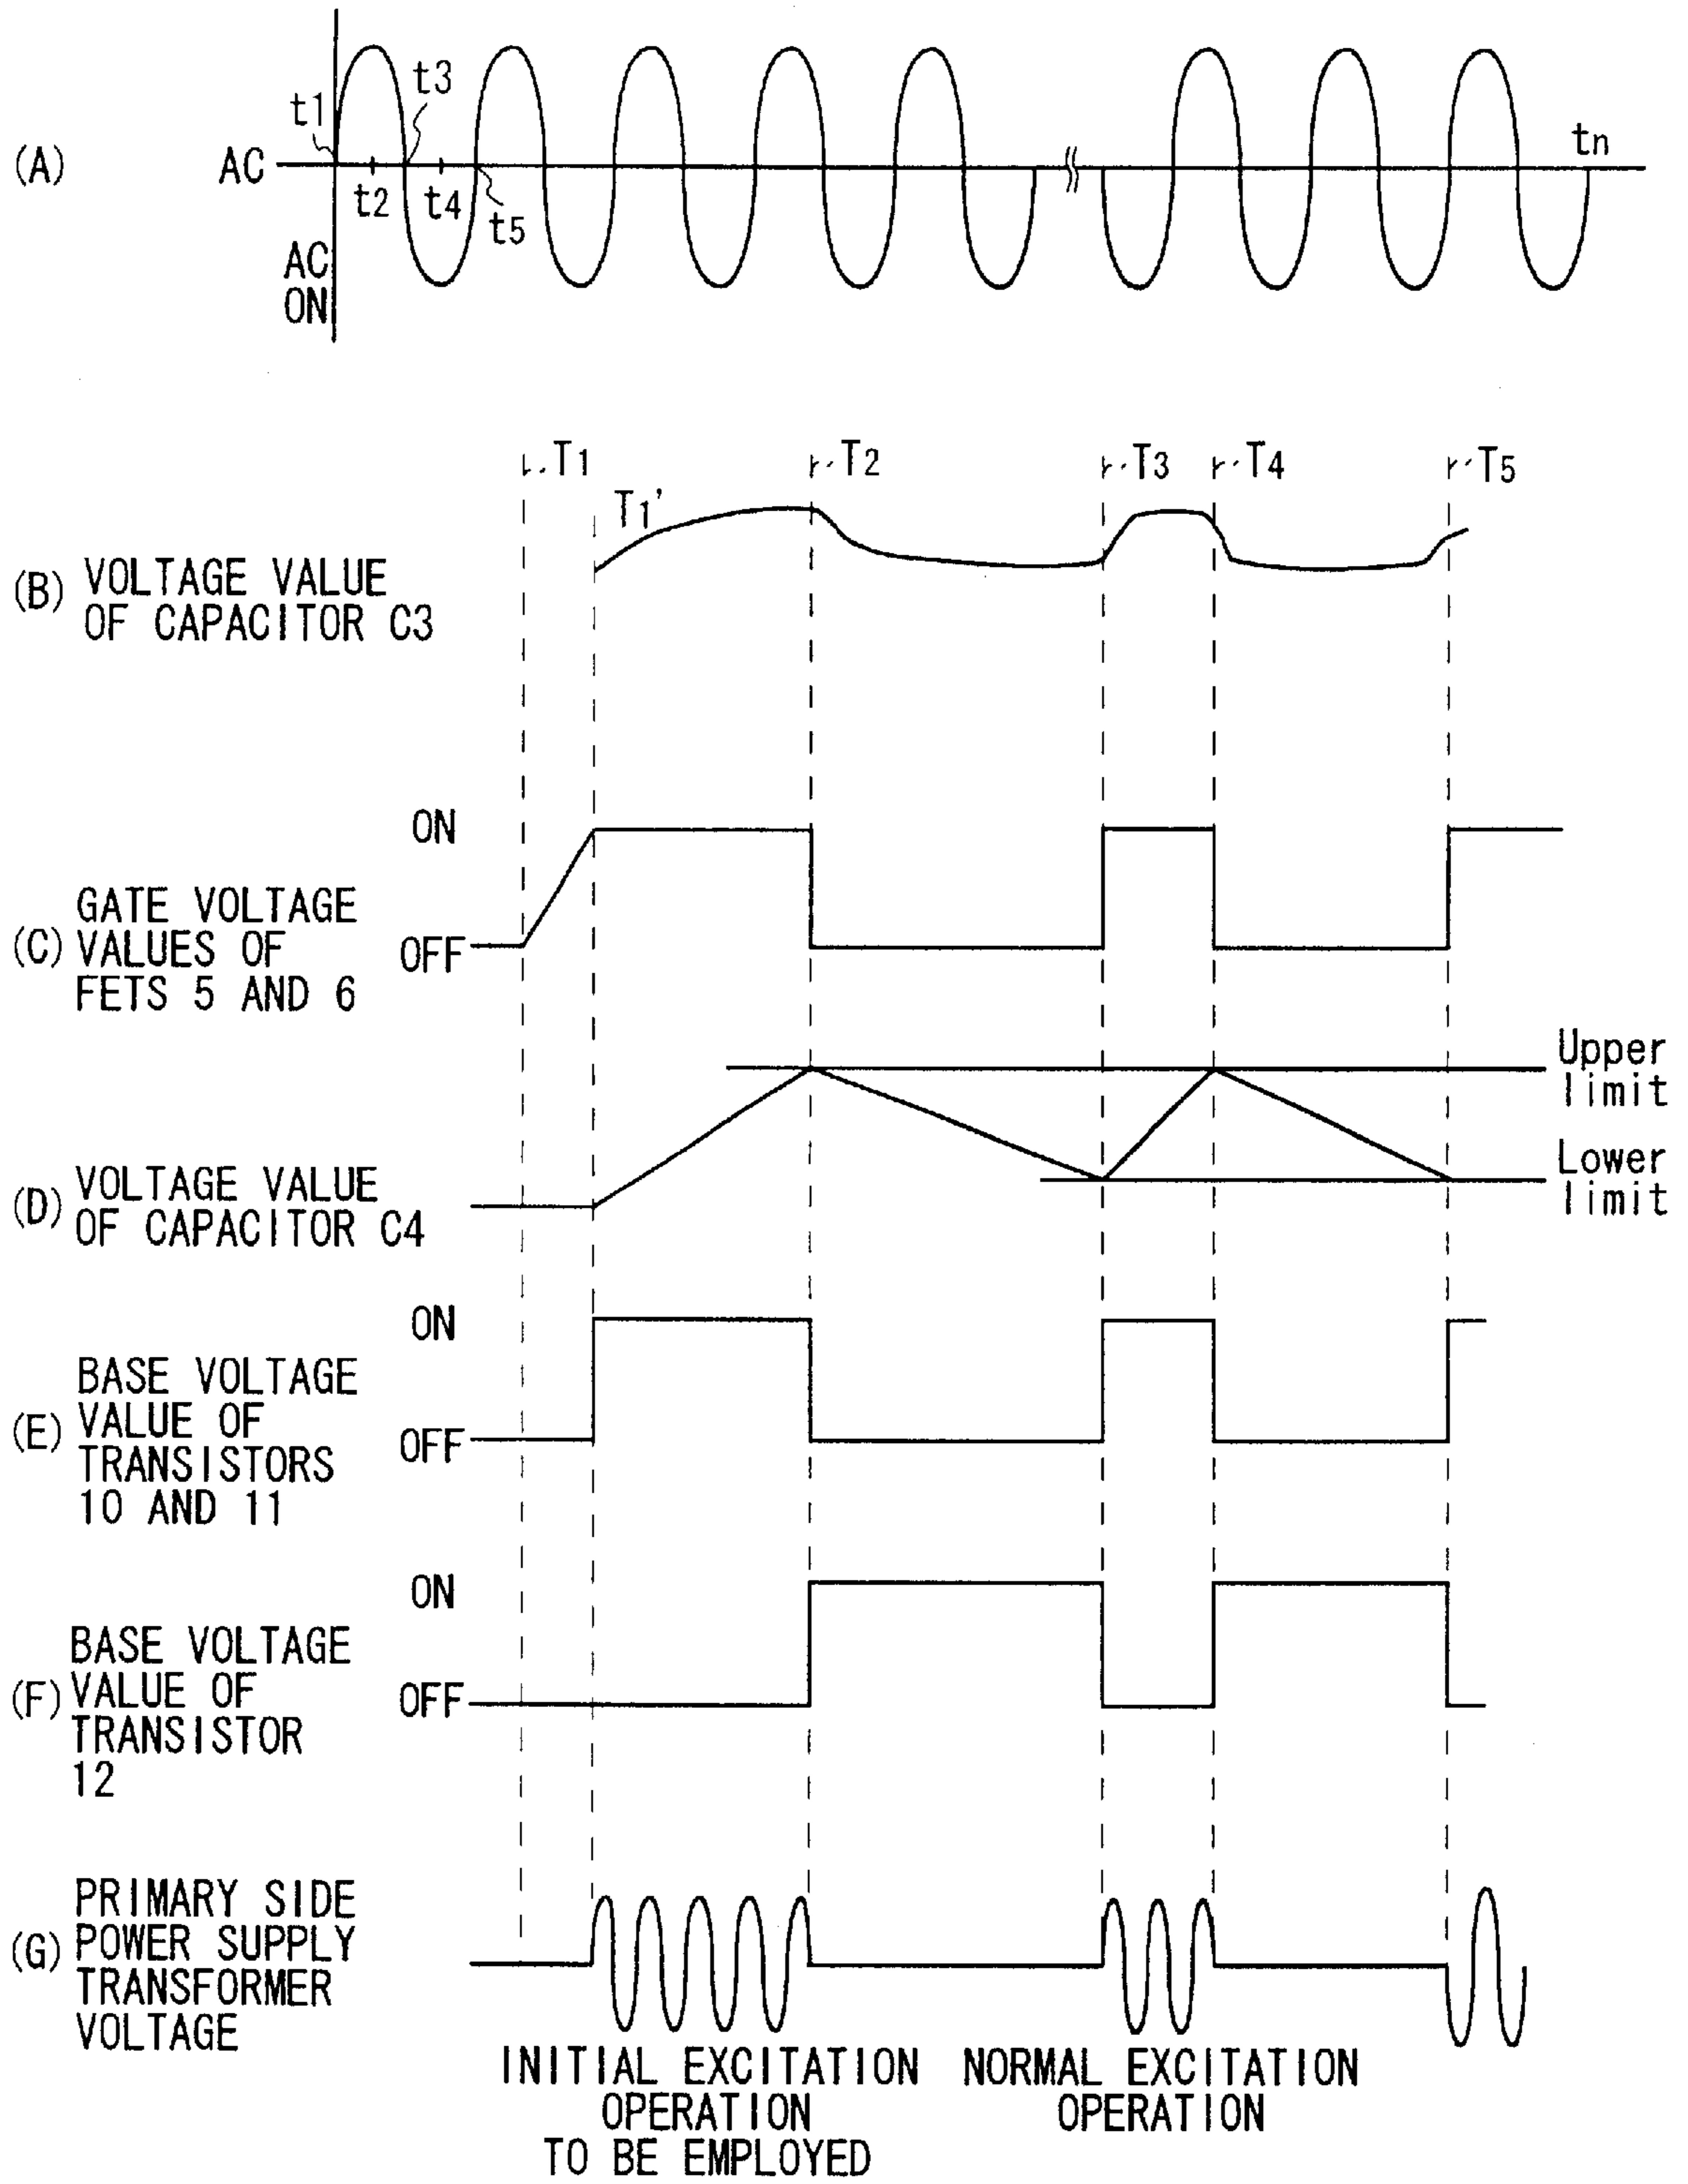 t1
t3
(A)
AC
t2
t4
t5
tn
AC
ON
T1
T2
T3
T4
T5
T1'
(B)
VOLTAGE VALUE
OF CAPACITOR C3
ON
(C)
GATE VOLTAGE
VALUES OF
FETS 5 AND 6
OFF
Upper
limit
(D)
VOLTAGE VALUE
OF CAPACITOR C4
Lower
limit
ON
(E)
BASE VOLTAGE
VALUE OF
TRANSISTORS
10 AND 11
OFF
ON
(F)
BASE VOLTAGE
VALUE OF
TRANSISTOR
12
OFF
(G)
PRIMARY SIDE
POWER SUPPLY
TRANSFORMER
VOLTAGE
INITIAL EXCITATION
OPERATION
TO BE EMPLOYED
NORMAL EXCITATION
OPERATION